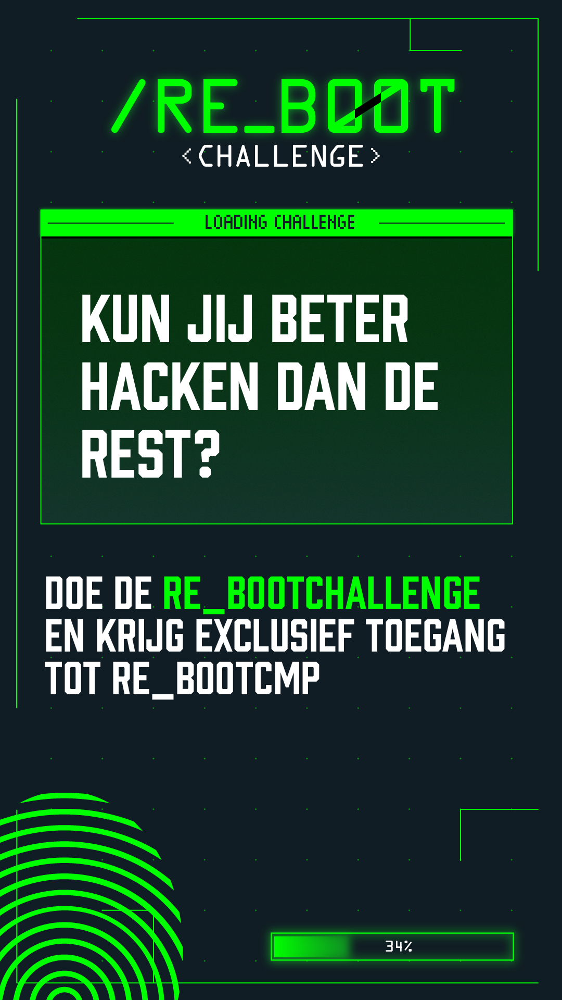 /RE_BOOT
<CHALLENGE>
LOADING CHALLENGE
KUN JIJ BETER
HACKEN DAN DE
REST?
DOE DE RE_BOOTCHALLENGE
EN KRIJG EXCLUSIEF TOEGANG
TOT RE_BOOTCMP
34%